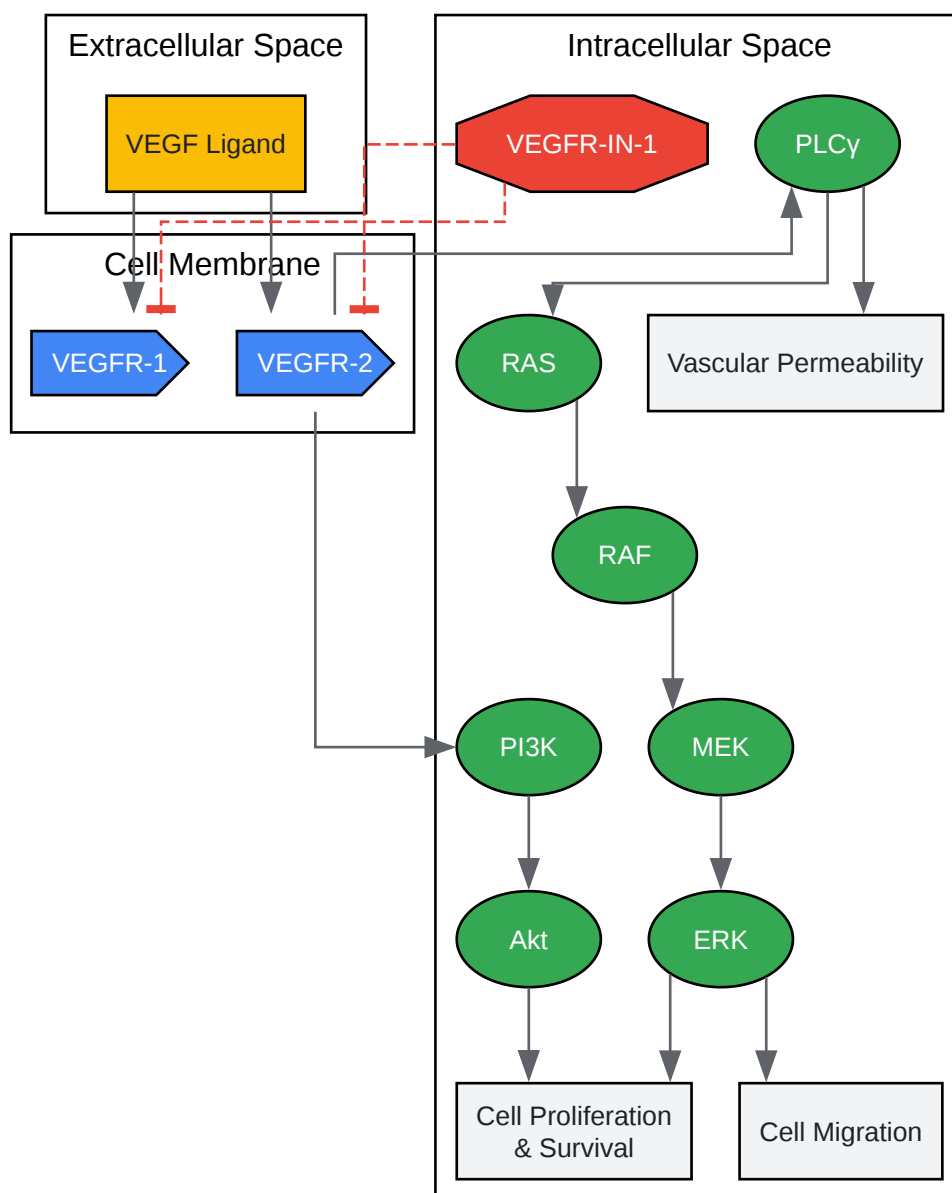 Extracellular Space
Intracellular Space
VEGF Ligand
VEGFR-IN-1
PLCγ
Cell Membrane
VEGFR-1
VEGFR-2
RAS
Vascular Permeability
RAF
PI3K
MEK
Akt
ERK
Cell Proliferation
& Survival
Cell Migration